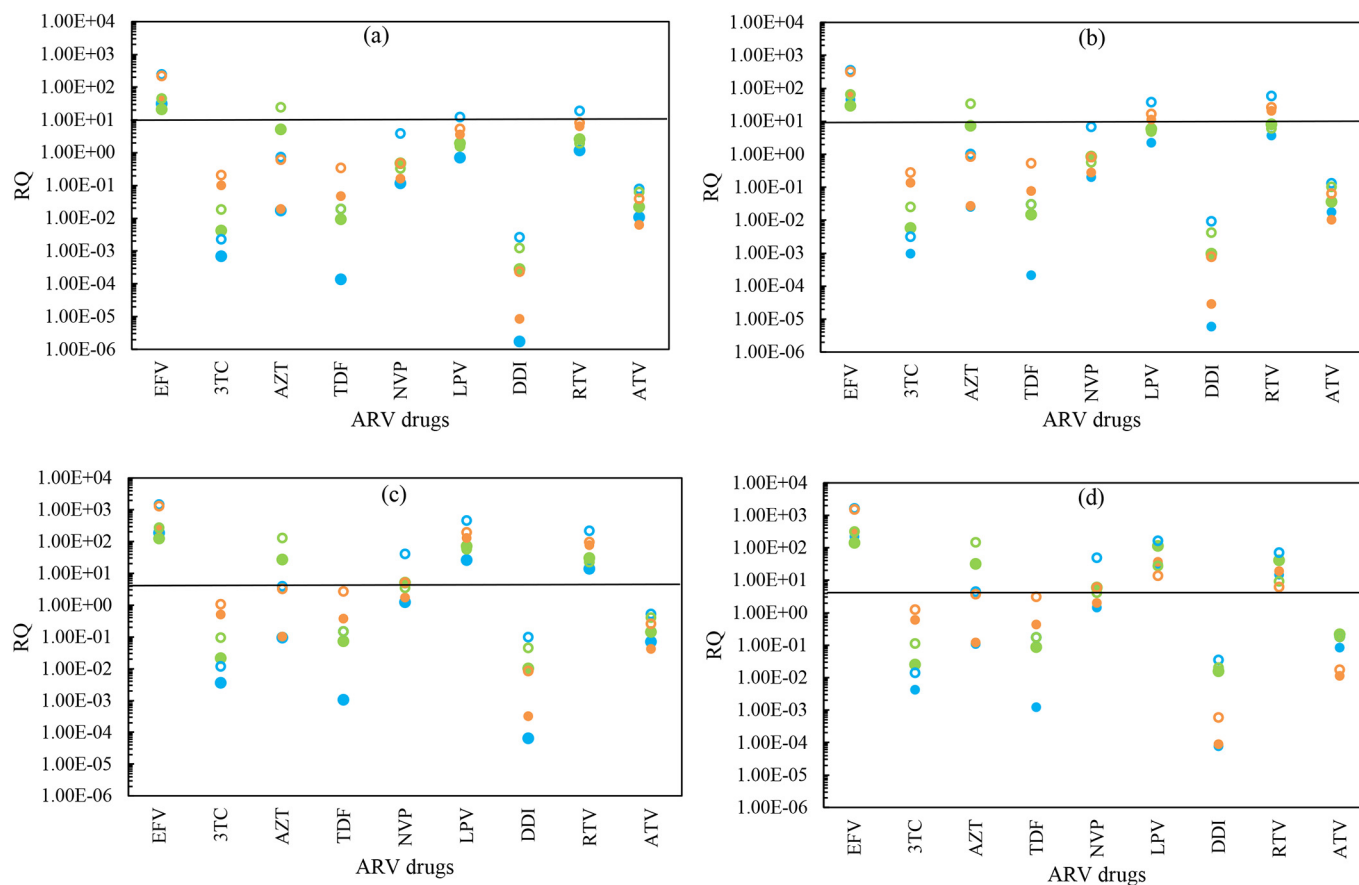 (a)
1.00E+04
1.00E+03
1.00E+02
1.00E+01
1.00E+00
1.00E-01
1.00E-02
1.00E-03
1.00E-04
1.00E-05
1.00E-06
RQ
EFV
3TC
AZT
TDF
NVP
LPV
DDI
RTV
ATV
ARV drugs
(b)
1.00E+04
1.00E+03
1.00E+02
1.00E+01
1.00E+00
1.00E-01
1.00E-02
1.00E-03
1.00E-04
1.00E-05
1.00E-06
RQ
EFV
3TC
AZT
TDF
NVP
LPV
DDI
RTV
ATV
ARV drugs
(c)
1.00E+04
1.00E+03
1.00E+02
1.00E+01
1.00E+00
1.00E-01
1.00E-02
1.00E-03
1.00E-04
1.00E-05
1.00E-06
RQ
EFV
3TC
AZT
TDF
NVP
LPV
DDI
RTV
ATV
ARV drugs
(d)
1.00E+04
1.00E+03
1.00E+02
1.00E+01
1.00E+00
1.00E-01
1.00E-02
1.00E-03
1.00E-04
1.00E-05
1.00E-06
RQ
EFV
3TC
AZT
TDF
NVP
LPV
DDI
RTV
ATV
ARV drugs